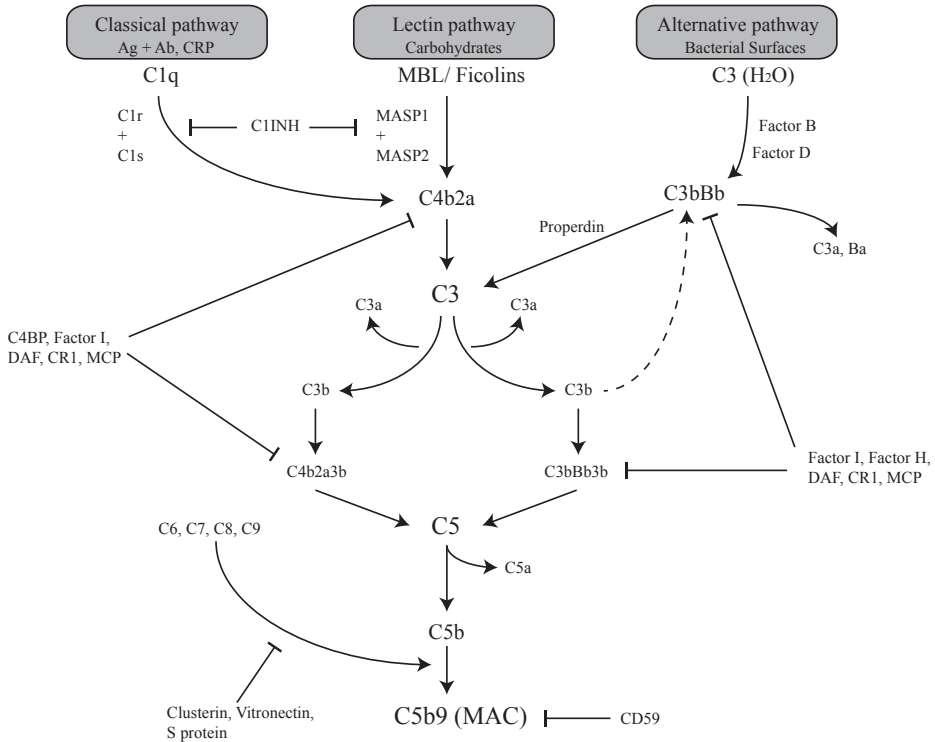 Classical pathway
Ag + Ab, CRP
Lectin pathway
Carbohydrates
Alternative pathway
Bacterial Surfaces
C1q
MBL/ Ficolins
C3 (H₂O)
C1r
+
C1s
C1INH
MASP1
+
MASP2
Factor B
Factor D
C4b2a
C3bBb
Properdin
C3a, Ba
C3
C3a
C3a
C4BP, Factor I,
DAF, CR1, MCP
C3b
C3b
C4b2a3b
C3bBb3b
Factor I, Factor H,
DAF, CR1, MCP
C6, C7, C8, C9
C5
C5a
C5b
Clusterin, Vitronectin,
S protein
C5b9 (MAC)
CD59